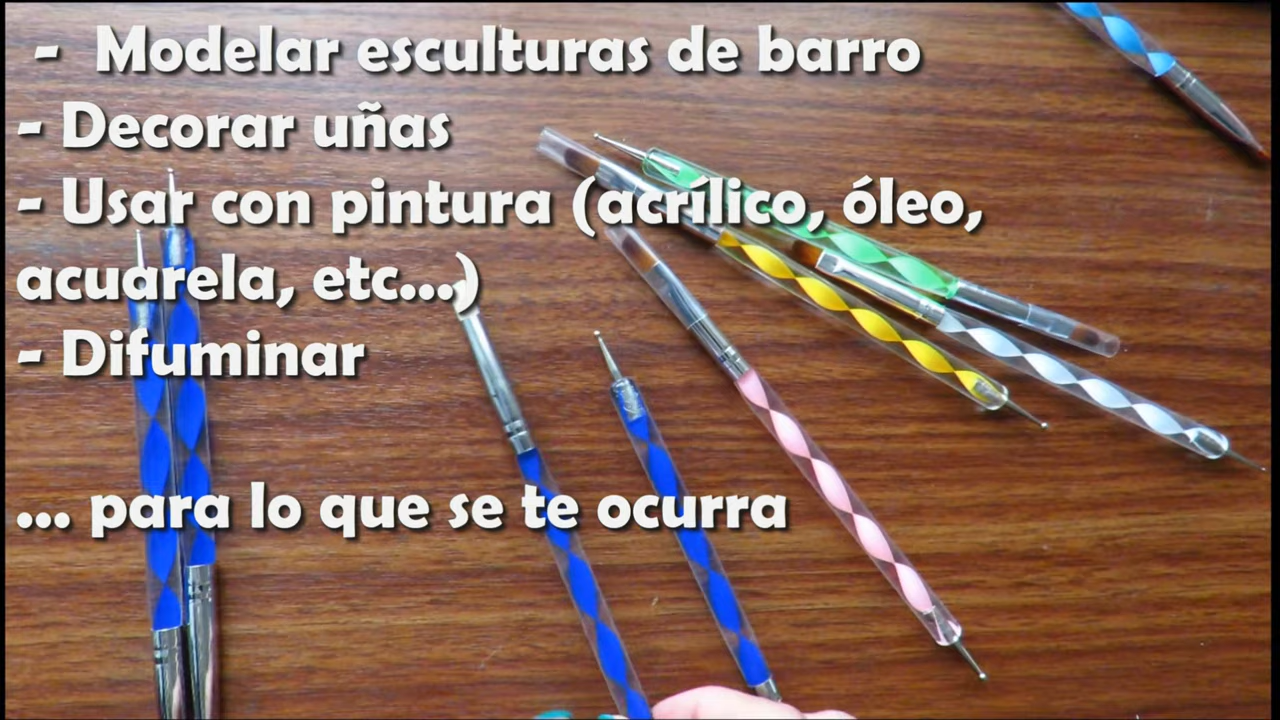 - Modelar esculturas de barro
- Decorar uñas
- Usar con pintura (acrílico, óleo,
acuarela, etc...)
- Difuminar
... para lo que se te ocurra